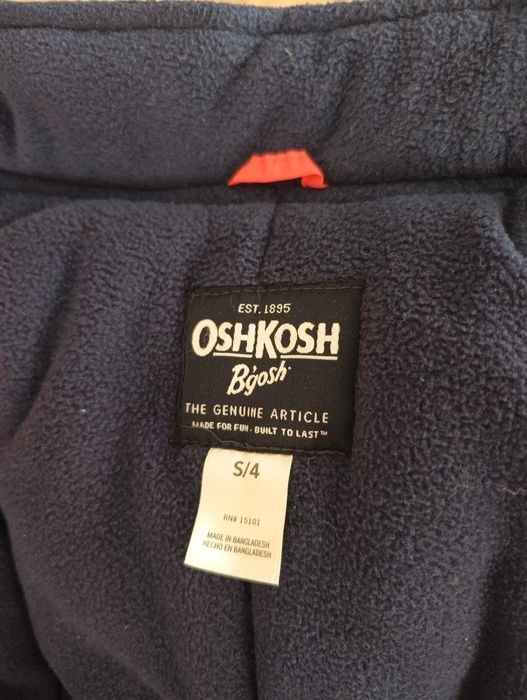 EST. 1895
OSHKOSH
B'gosh
THE GENUINE ARTICLE
MADE FOR FUN · BUILT TO LAST™
S/4
RN# 15101
MADE IN BANGLADESH
HECHO EN BANGLADESH